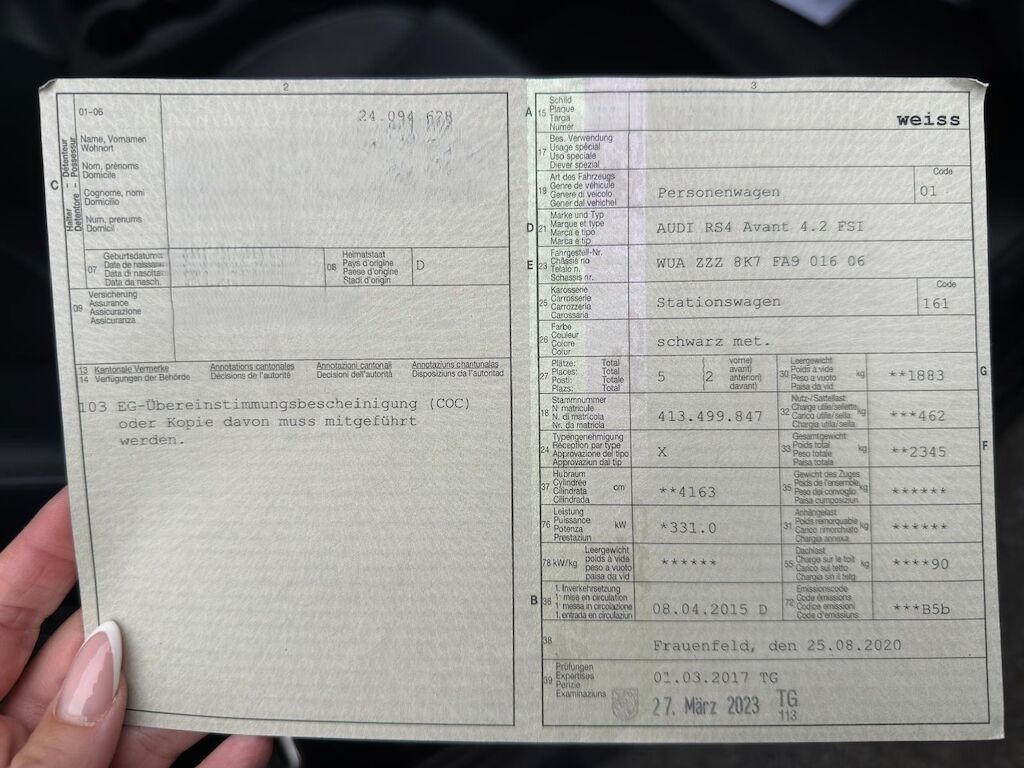 2
01-06
24.094 678
Halter Détenteur
Detentore Possessur
C
Name, Vornamen
Wohnort
Nom, prénoms
Domicile
Cognome, nomi
Domicilio
Num, prenums
Domicil
07
Geburtsdatum
Date de naissan
Data di nascita
Data da nasch.
08
Heimatstaat
Pays d'origine
Paese d'origine
Stadi d'origin
D
09
Versicherung
Assurance
Assicurazione
Assicuranza
13 Kantonale Vermerke Annotations cantonales Annotazioni cantonali Annotaziuns chantunalas
14 Verfügungen der Behörde Décisions de l'autorité Decisioni dell'autorità Disposiziuns da l'autoritad
103 EG-Übereinstimmungsbescheinigung (COC)
oder Kopie davon muss mitgeführt
werden.
3
A 15
Schild
Plaque
Targa
Numer
weiss
17
Bes. Verwendung
Usage spécial
Uso speciale
Diever spezial
19
Art des Fahrzeugs
Genre de véhicule
Genere di veicolo
Gener dal vehichel
Personenwagen
Code
01
D 21
Marke und Typ
Marque et type
Marca e tipo
Marca e tip
AUDI RS4 Avant 4.2 FSI
E 23
Fahrgestell-Nr.
Châssis no
Telaio n.
Schassis nr.
WUA ZZZ 8K7 FA9 016 06
25
Karosserie
Carrosserie
Carrozzeria
Carossaria
Stationswagen
Code
161
26
Farbe
Couleur
Colore
Colur
schwarz met.
27
Plätze: Total
Places: Total
Posti: Totale
Plazs: Total
5 (2
vorne)
avant)
anteriori)
davant)
30
Leergewicht
Poids à vide
Peso a vuoto
Paisa da vid
kg
**1883
G
18
Stammnummer
N° matricule
N. di matricola
Nr. da matricla
413.499.847
32
Nutz-/Sattellast
Charge utile/sellette
Carico utile/sella
Chargia utila/sella
kg
***462
24
Typengenehmigung
Réception par type
Approvazione del tipo
Approvaziun dal tip
X
33
Gesamtgewicht
Poids total
Peso totale
Paisa totala
kg
**2345
F
37
Hubraum
Cylindrée
Cilindrata
Cilindrada
cm³
**4163
35
Gewicht des Zuges
Poids de l'ensemble
Peso del convoglio
Paisa cumposiziun
kg
******
76
Leistung
Puissance
Potenza
Prestaziun
kW
*331.0
31
Anhängelast
Poids remorquable
Carico rimorchiato
Chargia annexa
kg
******
78 kW/kg
Leergewicht
poids à vide
peso a vuoto
paisa da vid
******
55
Dachlast
Charge sur le toit
Carico sul tetto
Chargia sin il tetg
kg
****90
B 36
1. Inverkehrsetzung
1re mise en circulation
1a messa in circolazione
1. entrada en circulaziun
08.04.2015 D
72
Emissionscode
Code émissions
Codice emissioni
Code d'emissiuns
***B5b
38
Frauenfeld, den 25.08.2020
39
Prüfungen
Expertises
Perizie
Examinaziuns
01.03.2017 TG
27. März 2023 TG
113